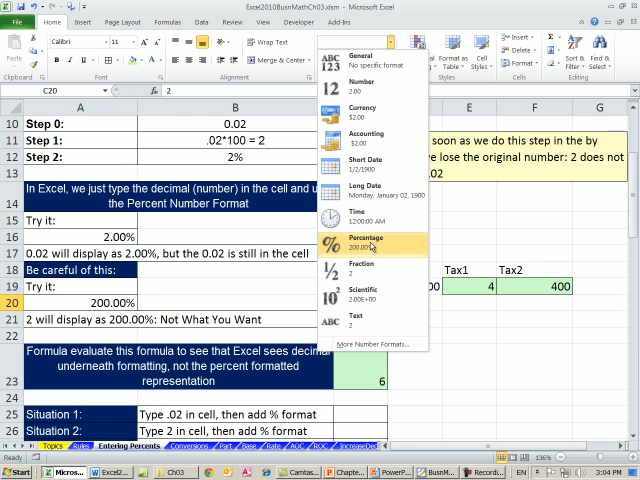 Excel2010BusnMathCh03.xlsm - Microsoft Excel
File Home Insert Page Layout Formulas Data Review View Developer Add-Ins
Calibri 11 Wrap Text
Paste Merge & Center Cell Styles Insert Delete Format Sort & Filter Find & Select
Clipboard Font Alignment Styles Cells Editing
C20 fx 2
A B E F G
General
No specific format
Number
2.00
Currency
$2.00
Accounting
$2.00
Short Date
1/2/1900
Long Date
Monday, January 02, 1900
Time
12:00:00 AM
Percentage
200.00%
Fraction
2
Scientific
2.00E+00
Text
2
More Number Formats...
10 Step 0: 0.02
11 Step 1: .02*100 = 2 soon as we do this step in the by
12 Step 2: 2% we lose the original number: 2 does not
13 .02
In Excel, we just type the decimal (number) in the cell and u
14 the Percent Number Format
15 Try it:
16 2.00%
17 0.02 will display as 2.00%, but the 0.02 is still in the cell
18 Be careful of this: Tax1 Tax2
19 Try it: 00 4 400
20 200.00%
21 2 will display as 200.00%: Not What You Want
22
Formula evaluate this formula to see that Excel sees decima
underneath formatting, not the percent formatted
23 representation 6
24
25 Situation 1: Type .02 in cell, then add % format
26 Situation 2: Type 2 in cell, then add % format
Topics Rules Entering Percents Conversions Part Base Rate AOC ROC IncreaseDec
Ready 136%
Start Micros... Excel2... Ch03 Camtas... Chapte... PowerP... BusnM... Recordi... EN 3:04 PM